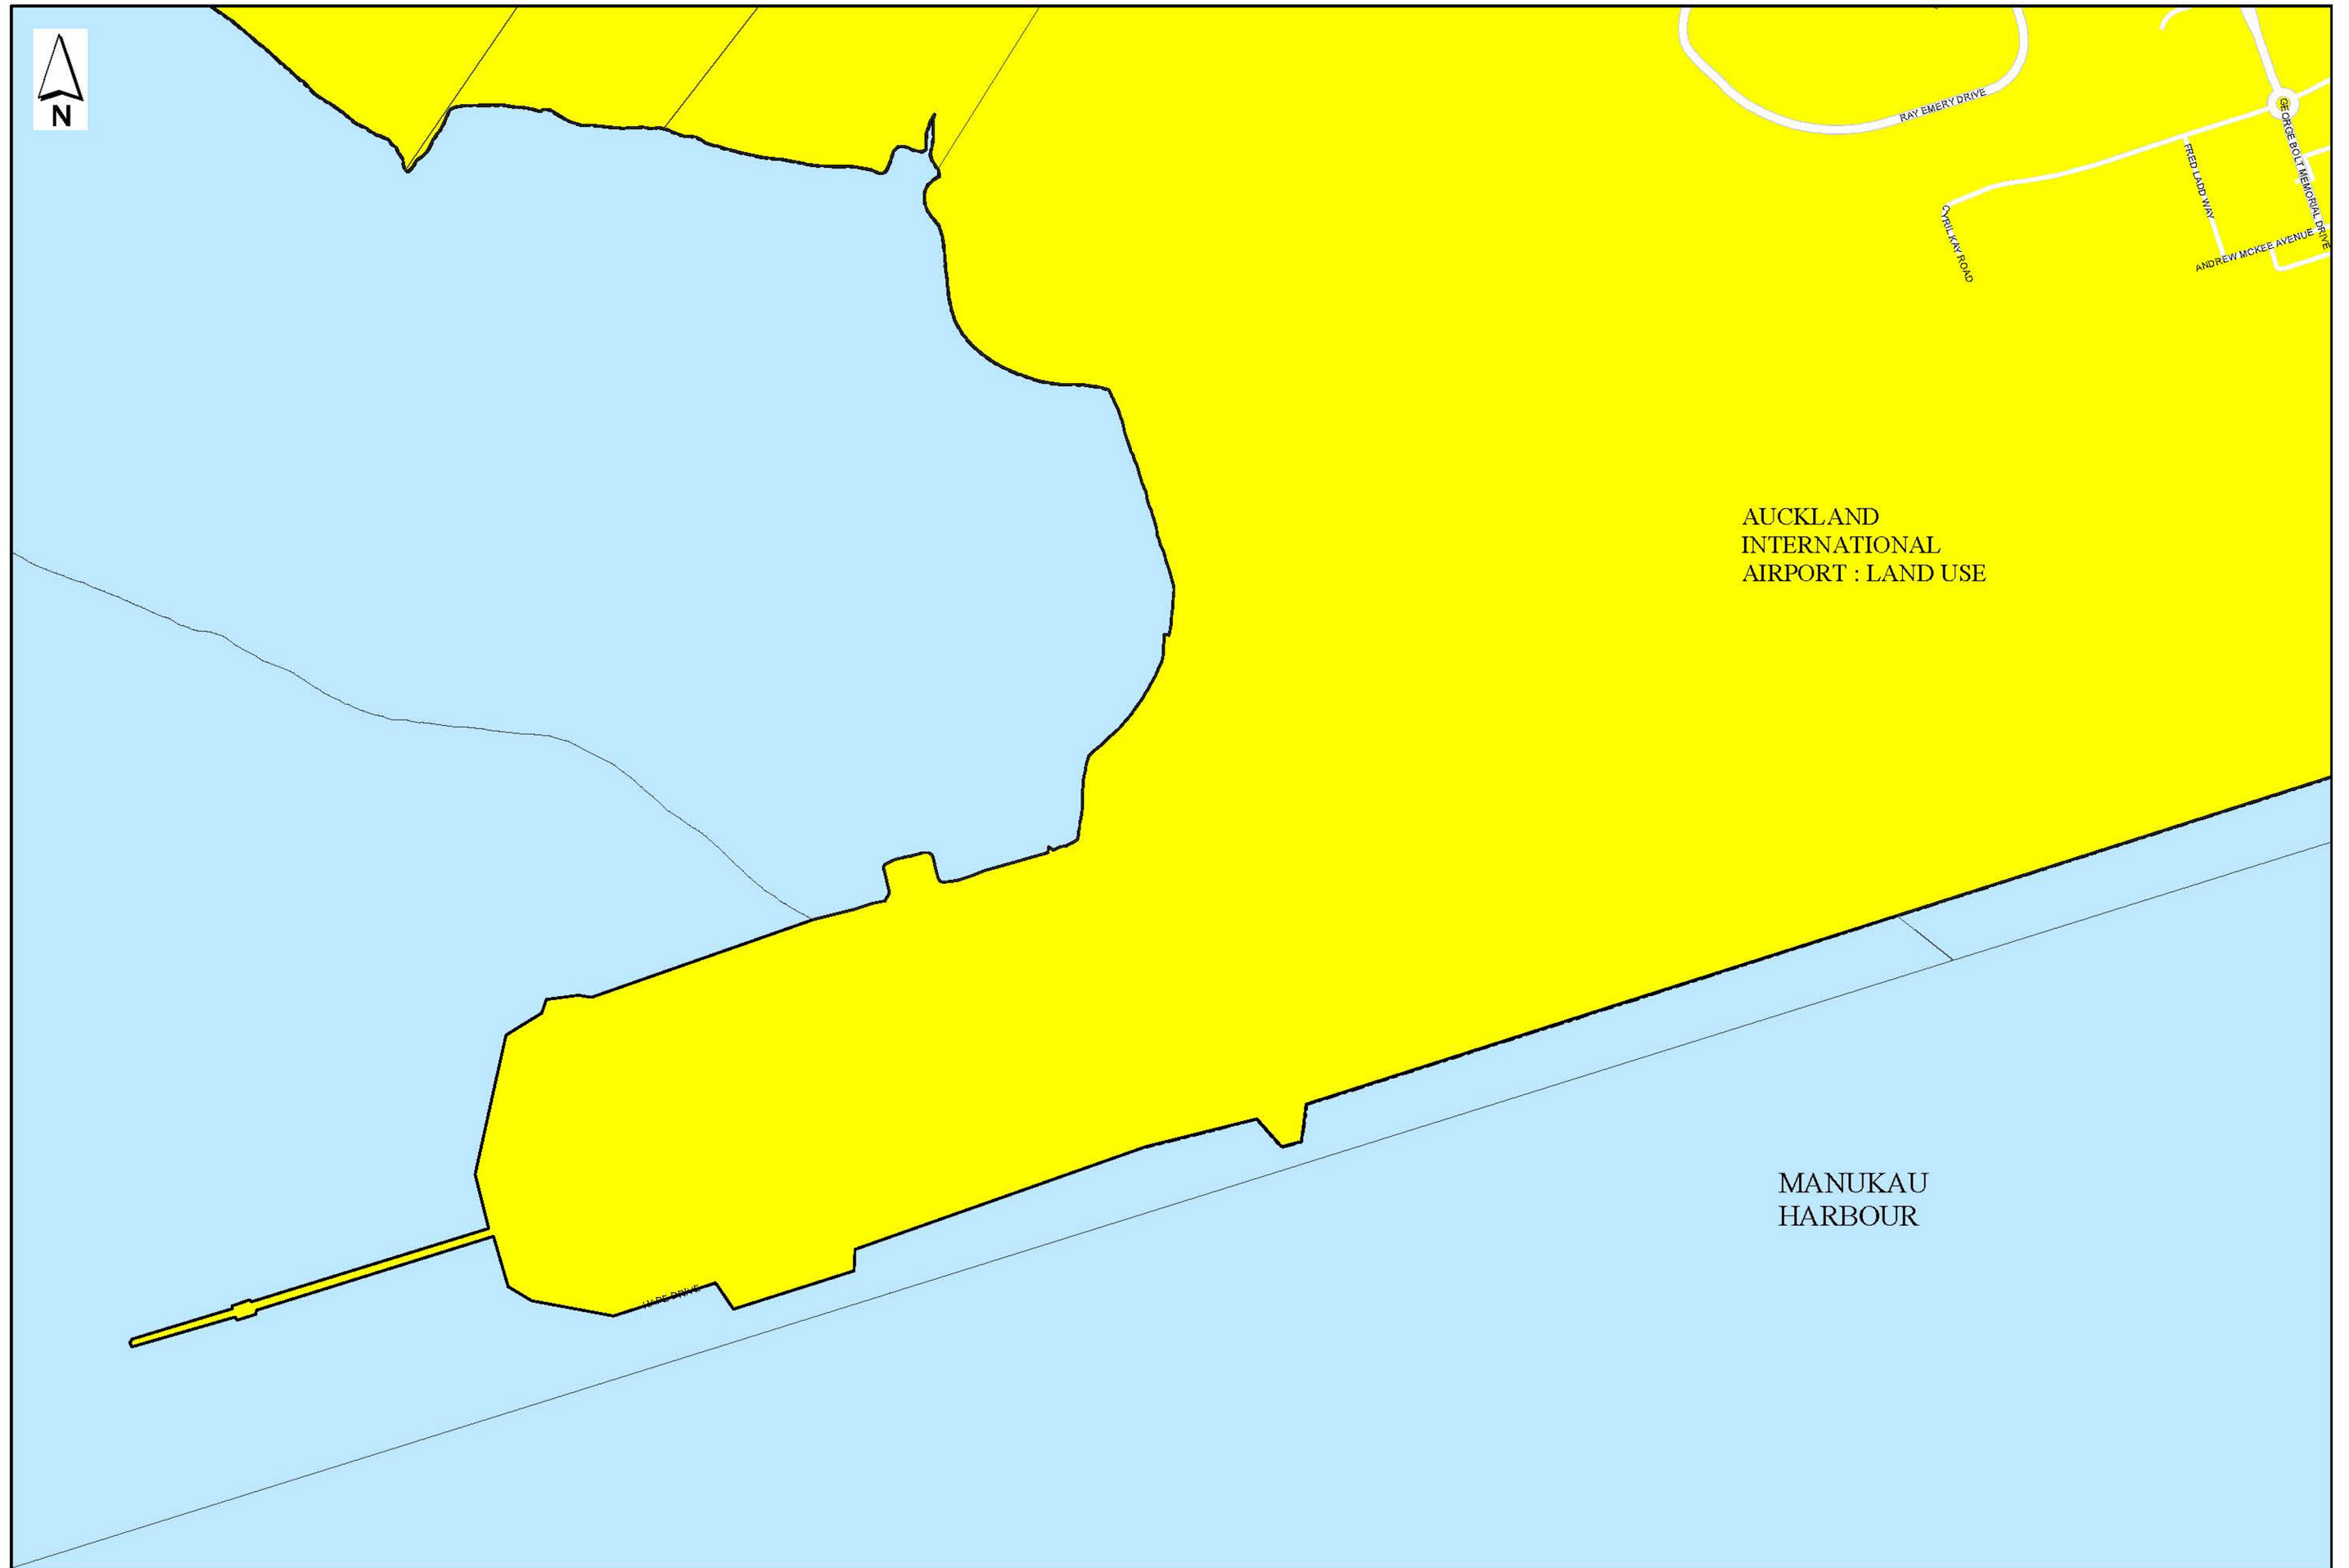 N
RAY EMERY DRIVE
GEORGE BOLT MEMORIAL DRIVE
FRED LADD WAY
CYRIL KAY ROAD
ANDREW MCKEE AVENUE
AUCKLAND
INTERNATIONAL
AIRPORT : LAND USE
MANUKAU
HARBOUR
DRIVE